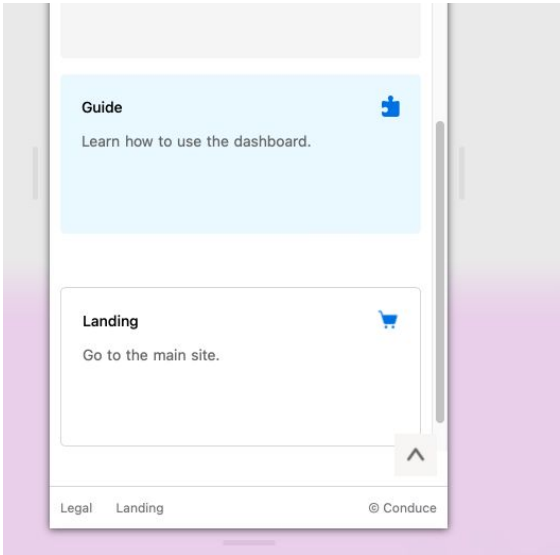 Guide
Learn how to use the dashboard.
Landing
Go to the main site.
Legal Landing © Conduce